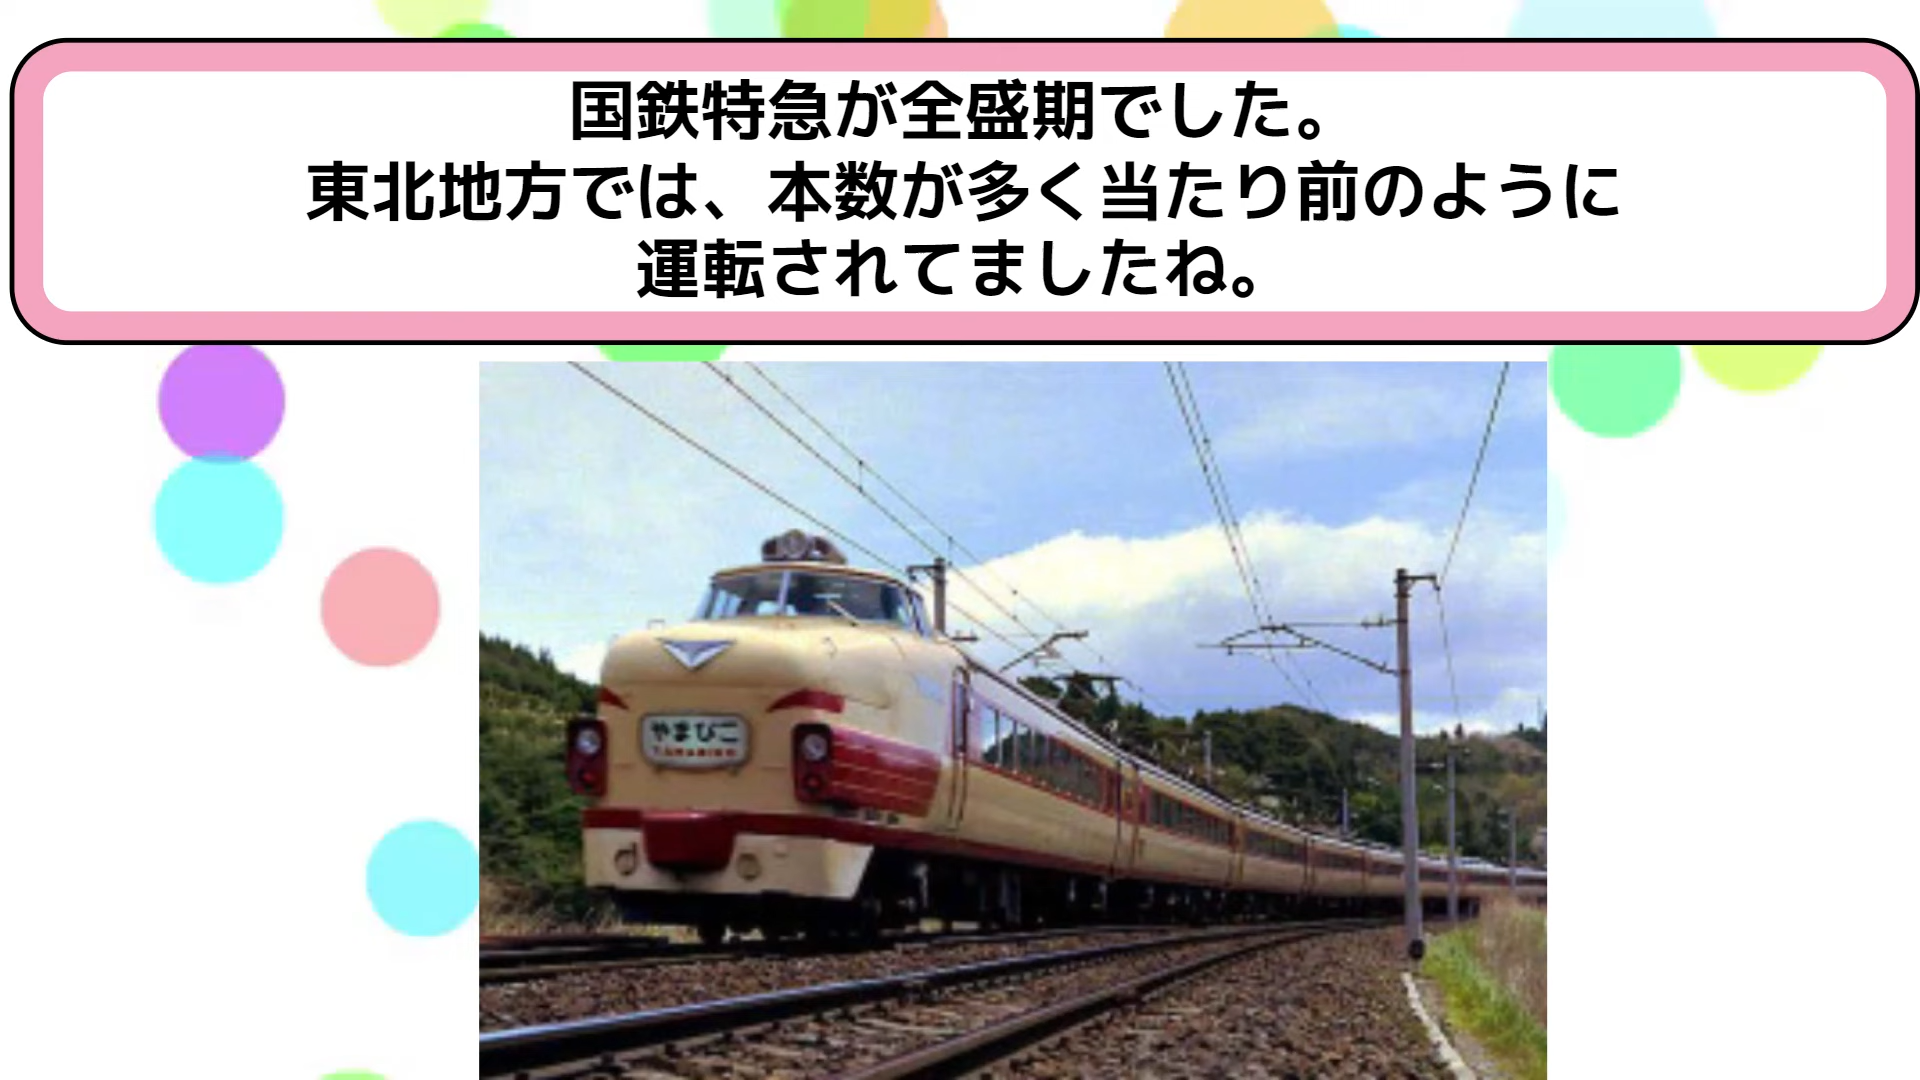 国鉄特急が全盛期でした。
東北地方では、本数が多く当たり前のように
運転されてましたね。
やまびこ
YAMABIKO